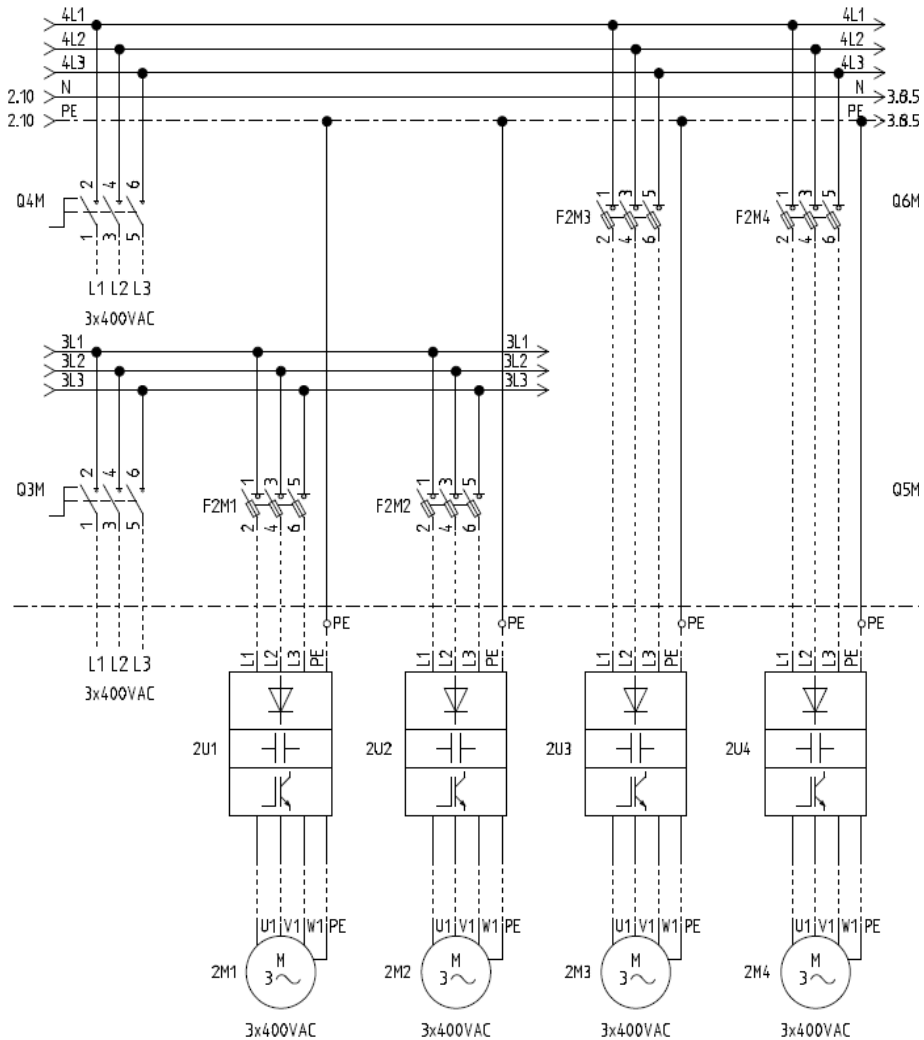 4L1 4L1
4L2 4L2
4L3 4L3
2.10 N N 3.8.5
2.10 PE PE 3.8.5
2 4 6
Q4M
1 3 5
1 3 5
F2M3
2 4 6
1 3 5
F2M4
2 4 6
Q6M
L1 L2 L3
3x400VAC
3L1 3L1
3L2 3L2
3L3 3L3
2 4 6
Q3M
1 3 5
1 3 5
F2M1
2 4 6
1 3 5
F2M2
2 4 6
Q5M
PE PE PE PE
L1 L2 L3
3x400VAC
L1 L2 L3 PE
L1 L2 L3 PE
L1 L2 L3 PE
L1 L2 L3 PE
2U1 2U2 2U3 2U4
U1 V1 W1 PE
U1 V1 W1 PE
U1 V1 W1 PE
U1 V1 W1 PE
2M1 M 3
2M2 M 3
2M3 M 3
2M4 M 3
3x400VAC 3x400VAC 3x400VAC 3x400VAC